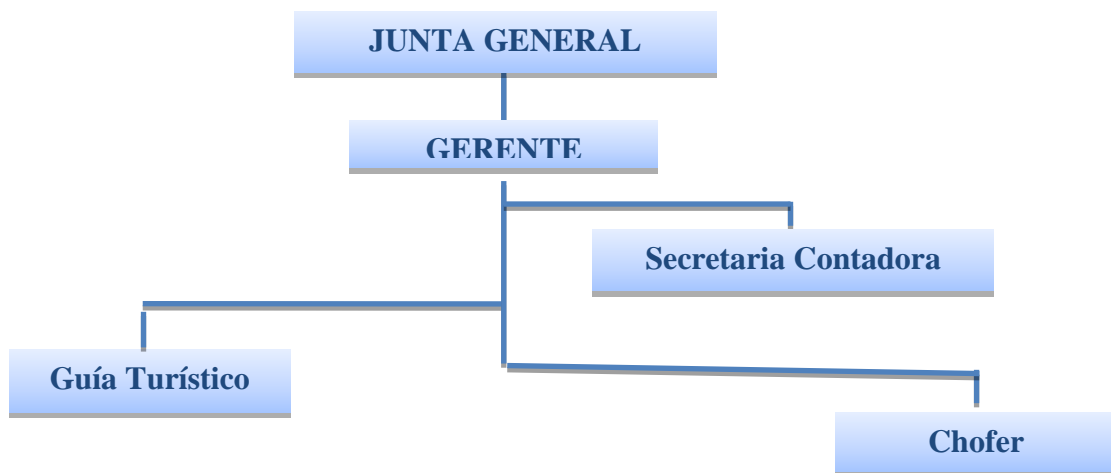 JUNTA GENERAL
GERENTE
Secretaria Contadora
Guía Turístico
Chofer